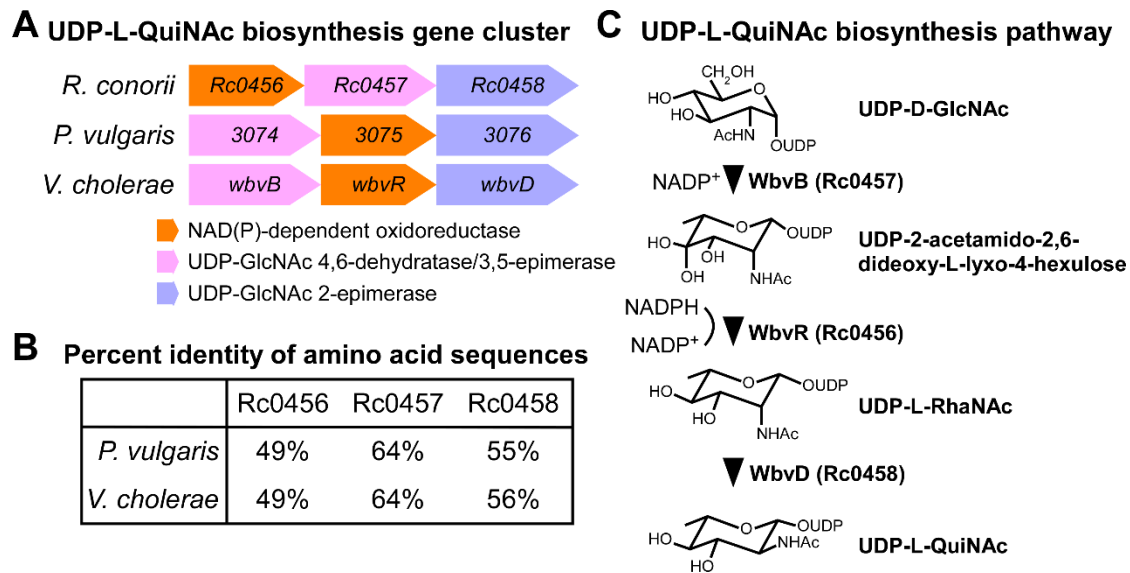 A UDP-L-QuiNAc biosynthesis gene cluster
R. conorii Rc0456 Rc0457 Rc0458
P. vulgaris 3074 3075 3076
V. cholerae wbvB wbvR wbvD
NAD(P)-dependent oxidoreductase
UDP-GlcNAc 4,6-dehydratase/3,5-epimerase
UDP-GlcNAc 2-epimerase
B Percent identity of amino acid sequences
Rc0456 Rc0457 Rc0458
P. vulgaris 49% 64% 55%
V. cholerae 49% 64% 56%
C UDP-L-QuiNAc biosynthesis pathway
CH2OH
O
HO
HO
AcHN
OUDP
UDP-D-GlcNAc
NADP+ WbvB (Rc0457)
O
OUDP
HO
OH
HO
NHAc
UDP-2-acetamido-2,6-
dideoxy-L-lyxo-4-hexulose
NADPH
NADP+
WbvR (Rc0456)
O
OUDP
HO
HO
NHAc
UDP-L-RhaNAc
WbvD (Rc0458)
O
OUDP
NHAc
HO
HO
UDP-L-QuiNAc